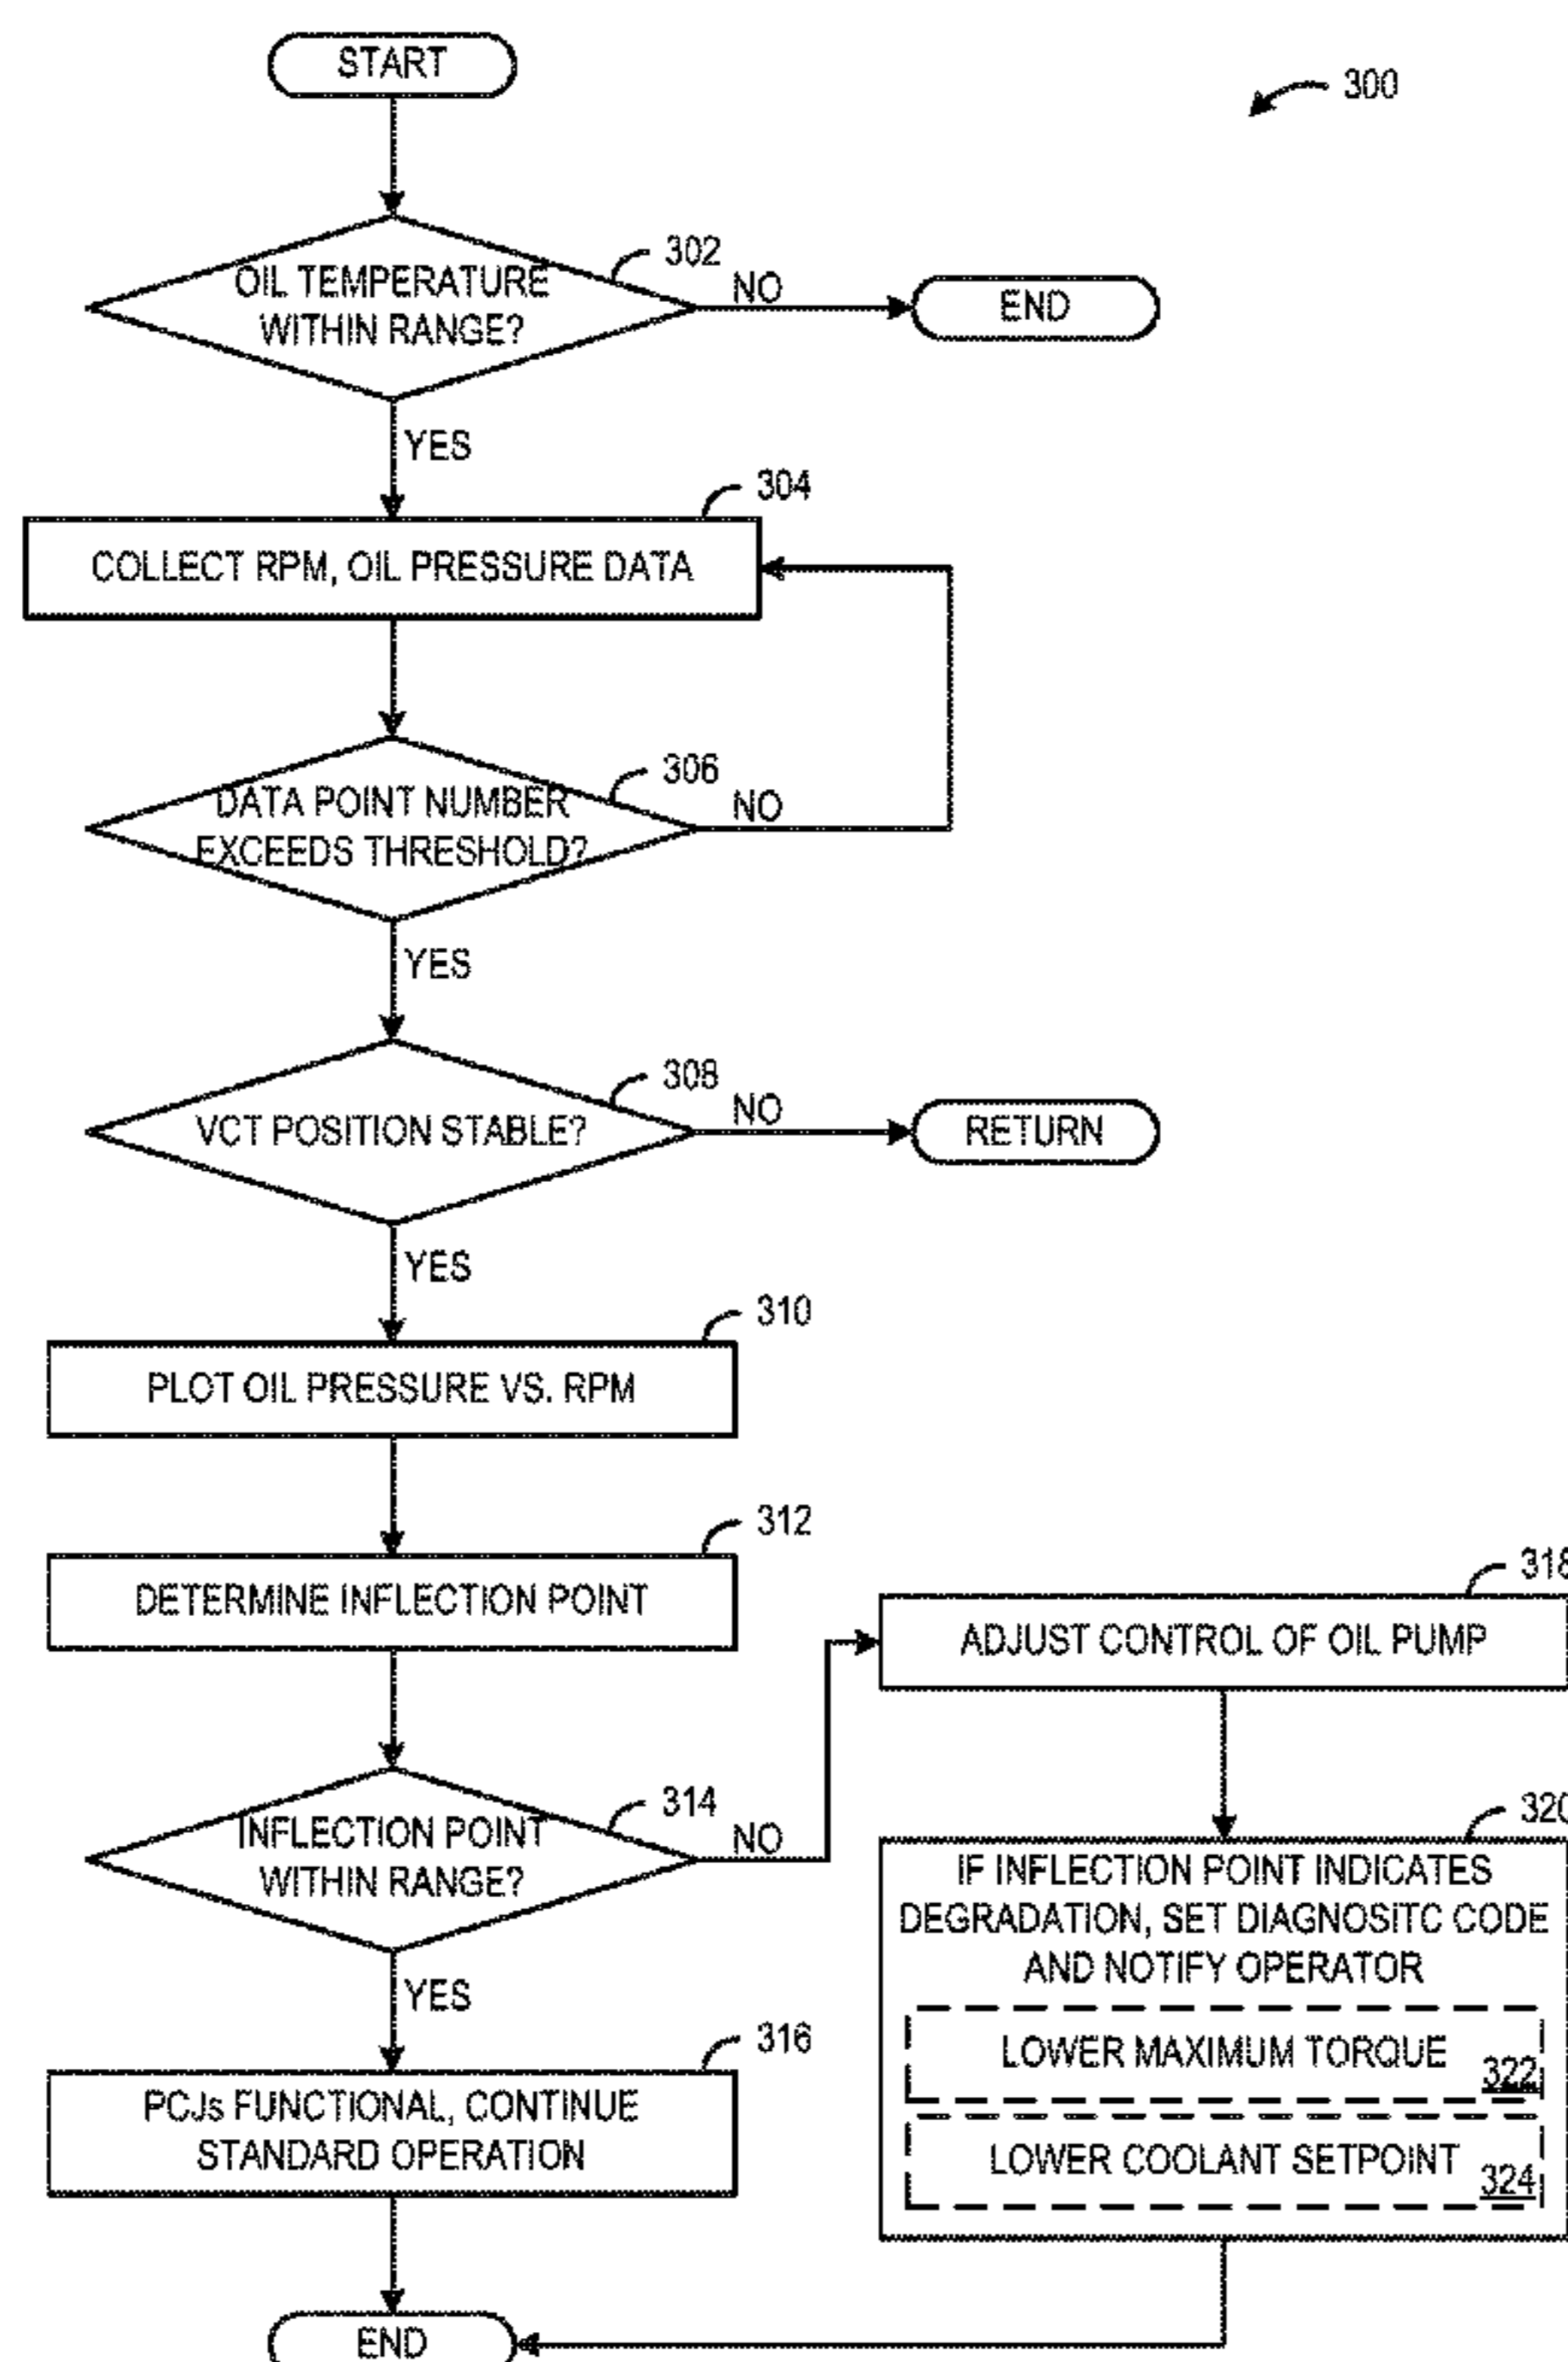 START
300
302
OIL TEMPERATURE
WITHIN RANGE?
NO
END
YES
304
COLLECT RPM, OIL PRESSURE DATA
306
DATA POINT NUMBER
EXCEEDS THRESHOLD?
NO
YES
308
VCT POSITION STABLE?
NO
RETURN
YES
310
PLOT OIL PRESSURE VS. RPM
312
DETERMINE INFLECTION POINT
318
ADJUST CONTROL OF OIL PUMP
314
INFLECTION POINT
WITHIN RANGE?
NO
YES
320
IF INFLECTION POINT INDICATES
DEGRADATION, SET DIAGNOSITC CODE
AND NOTIFY OPERATOR
LOWER MAXIMUM TORQUE
322
LOWER COOLANT SETPOINT
324
316
PCJs FUNCTIONAL, CONTINUE
STANDARD OPERATION
END